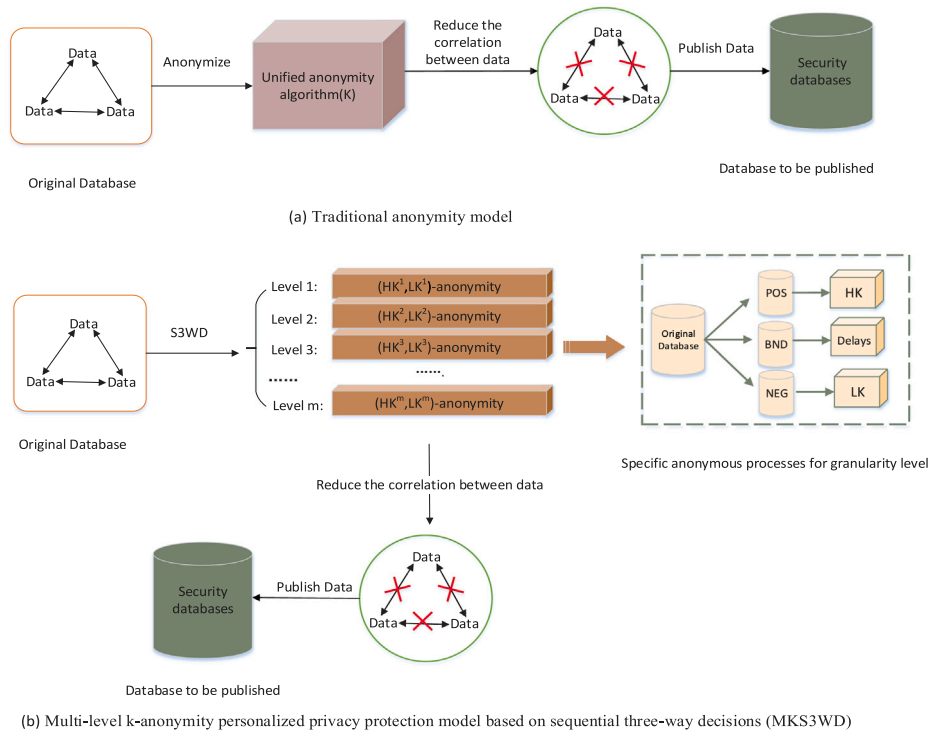 Data
Data
Data
Original Database
Anonymize
Unified anonymity
algorithm(K)
Reduce the
correlation
between data
Data
Data
Data
Publish Data
Security
databases
Database to be published
(a) Traditional anonymity model
Data
Data
Data
Original Database
S3WD
Level 1:
(HK¹,LK¹)-anonymity
Level 2:
(HK²,LK²)-anonymity
Level 3:
(HK³,LK³)-anonymity
......
......
Level m:
(HKᵐ,LKᵐ)-anonymity
Original
Database
POS
HK
BND
Delays
NEG
LK
Specific anonymous processes for granularity level
Reduce the correlation between data
Data
Data
Data
Publish Data
Security
databases
Database to be published
(b) Multi-level k-anonymity personalized privacy protection model based on sequential three-way decisions (MKS3WD)